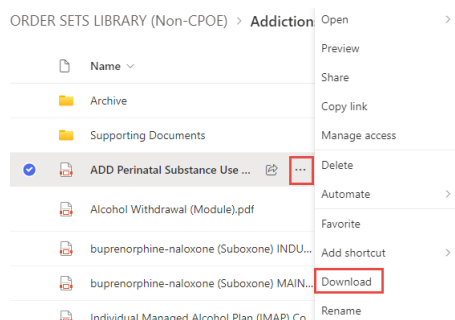 ORDER SETS LIBRARY (Non-CPOE) > Addiction
Name
Archive
Supporting Documents
ADD Perinatal Substance Use ...
Alcohol Withdrawal (Module).pdf
buprenorphine-naloxone (Suboxone) INDU...
buprenorphine-naloxone (Suboxone) MAIN...
Individual Managed Alcohol Plan (IMAP) Co...
Open
Preview
Share
Copy link
Manage access
Delete
Automate
Favorite
Add shortcut
Download
Rename